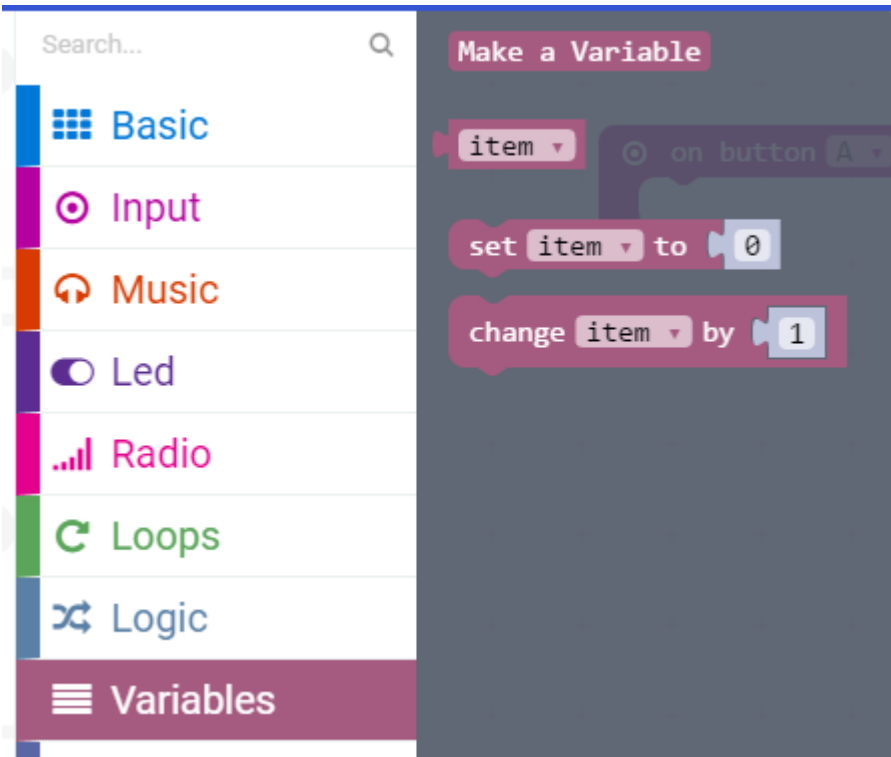 Search...
Basic
Input
Music
Led
Radio
Loops
Logic
Variables
Make a Variable
item
on button A
set item to 0
change item by 1